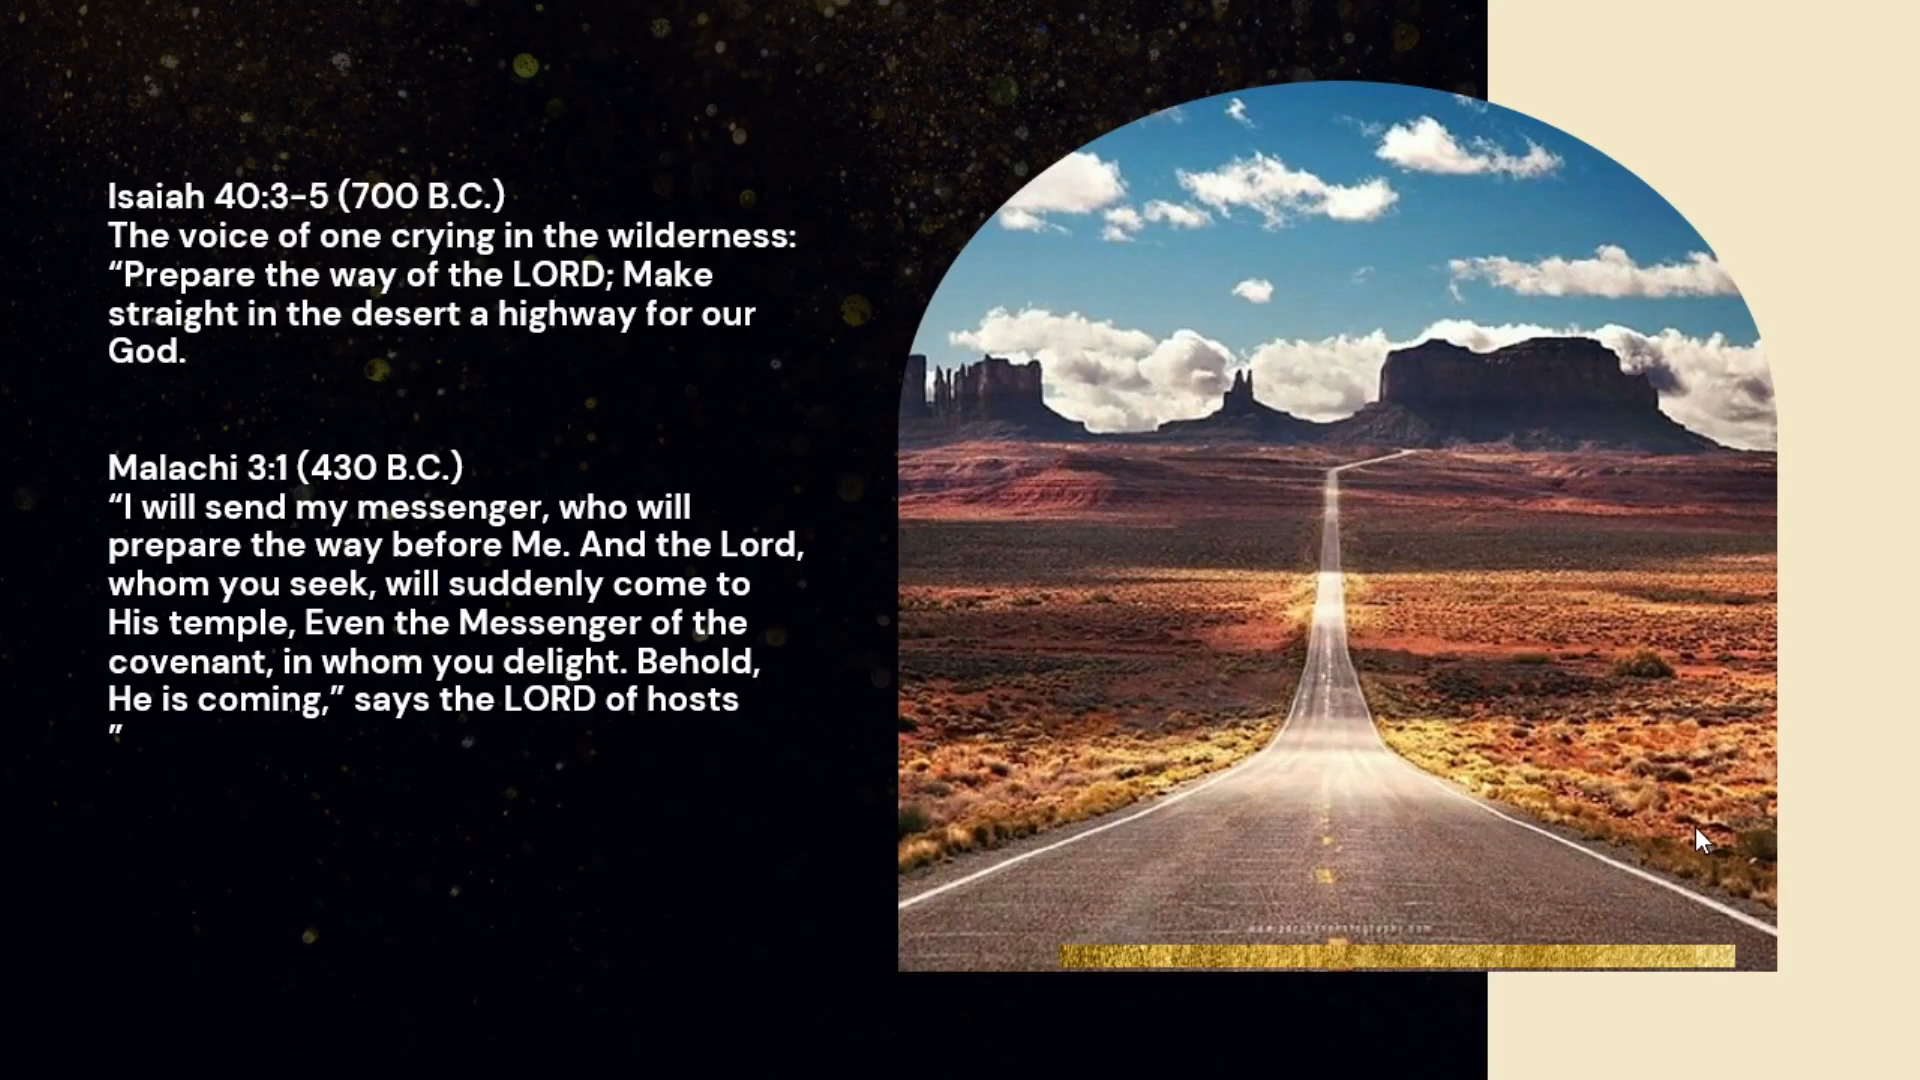 Isaiah 40:3-5 (700 B.C.)
The voice of one crying in the wilderness:
“Prepare the way of the LORD; Make
straight in the desert a highway for our
God.
Malachi 3:1 (430 B.C.)
“I will send my messenger, who will
prepare the way before Me. And the Lord,
whom you seek, will suddenly come to
His temple, Even the Messenger of the
covenant, in whom you delight. Behold,
He is coming,” says the LORD of hosts
”